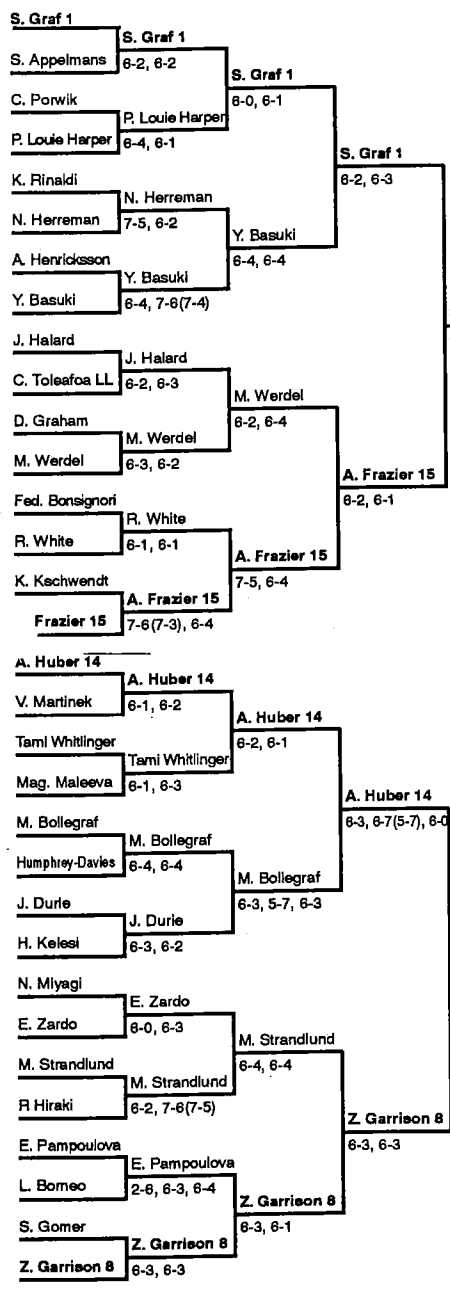 S. Graf 1
S. Appelmans
C. Porwik
P. Louie Harper
K. Rinaldi
N. Herreman
A. Henricksson
Y. Basuki
J. Halard
C. Toleafoa LL
D. Graham
M. Werdel
Fed. Bonsignori
R. White
K. Kschwendt
Frazier 15
A. Huber 14
V. Martinek
Tami Whitlinger
Mag. Maleeva
M. Bollegraf
Humphrey-Davies
J. Durie
H. Kelesi
N. Miyagi
E. Zardo
M. Strandlund
R Hiraki
E. Pampoulova
L. Borneo
S. Gomer
Z. Garrison 8
S. Graf 1
6-2, 6-2
P. Louie Harper
6-4, 6-1
N. Herreman
7-5, 6-2
Y. Basuki
6-4, 7-6(7-4)
J. Halard
6-2, 6-3
M. Werdel
6-3, 6-2
R. White
6-1, 6-1
A. Frazier 15
7-6(7-3), 6-4
A. Huber 14
6-1, 6-2
Tami Whitlinger
6-1, 6-3
M. Bollegraf
6-4, 6-4
J. Durie
6-3, 6-2
E. Zardo
6-0, 6-3
M. Strandlund
6-2, 7-6(7-5)
E. Pampoulova
2-6, 6-3, 6-4
Z. Garrison 8
6-3, 6-3
S. Graf 1
6-0, 6-1
Y. Basuki
6-4, 6-4
M. Werdel
6-2, 6-4
A. Frazier 15
7-5, 6-4
A. Huber 14
6-2, 6-1
M. Bollegraf
6-3, 5-7, 6-3
M. Strandlund
6-4, 6-4
Z. Garrison 8
6-3, 6-1
S. Graf 1
6-2, 6-3
A. Frazier 15
6-2, 6-1
A. Huber 14
6-3, 6-7(5-7), 6-0
Z. Garrison 8
6-3, 6-3